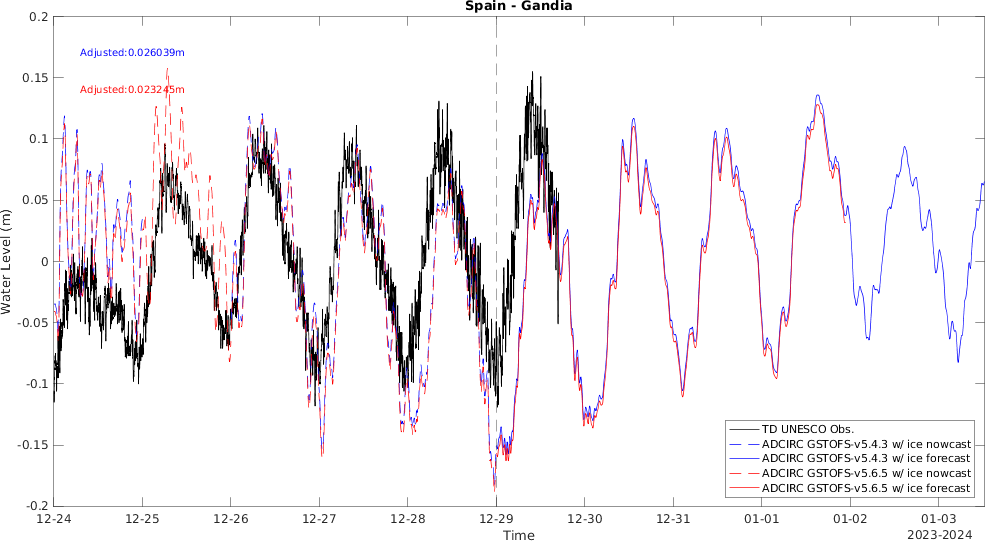 Spain - Gandia
Adjusted:0.026039m
Adjusted:0.023245m
Water Level (m)
0.2
0.15
0.1
0.05
0
-0.05
-0.1
-0.15
-0.2
TD UNESCO Obs.
ADCIRC GSTOFS-v5.4.3 w/ ice nowcast
ADCIRC GSTOFS-v5.4.3 w/ ice forecast
ADCIRC GSTOFS-v5.6.5 w/ ice nowcast
ADCIRC GSTOFS-v5.6.5 w/ ice forecast
12-24 12-25 12-26 12-27 12-28 12-29 12-30 12-31 01-01 01-02 01-03
Time
2023-2024